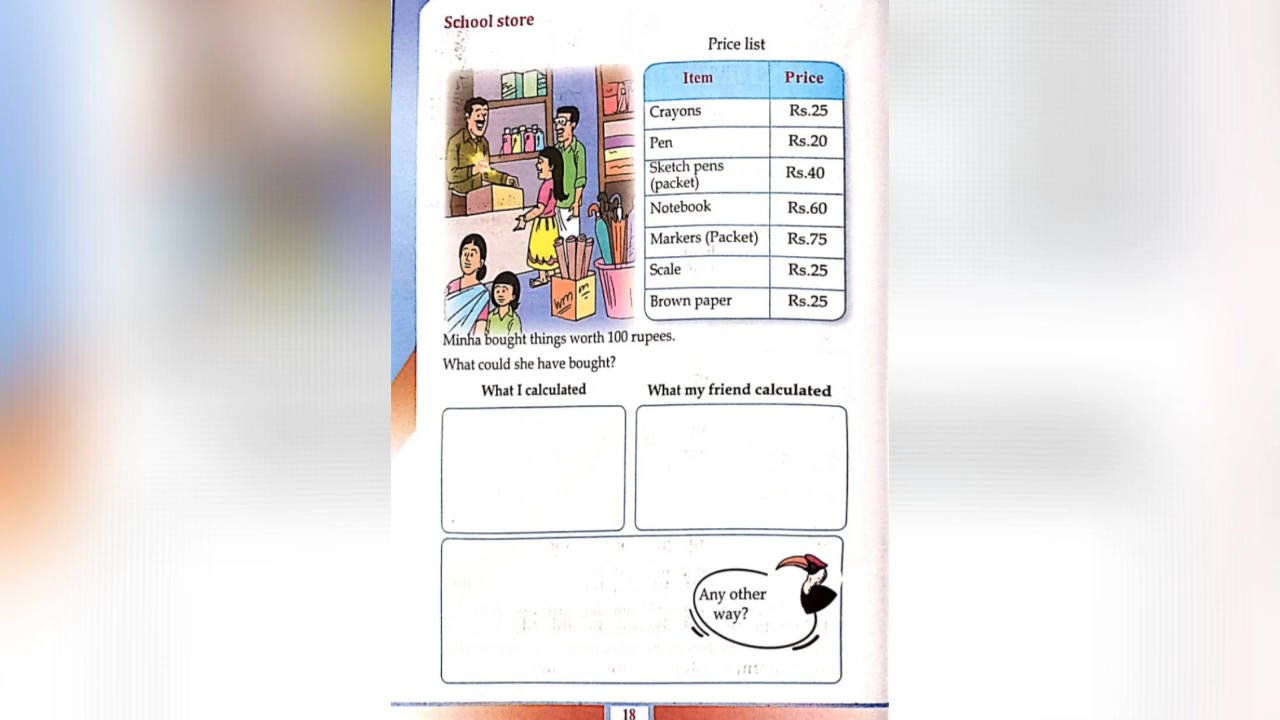 School store
Price list
Item Price
Crayons Rs.25
Pen Rs.20
Sketch pens
(packet) Rs.40
Notebook Rs.60
Markers (Packet) Rs.75
Scale Rs.25
Brown paper Rs.25
Minha bought things worth 100 rupees.
What could she have bought?
What I calculated What my friend calculated
Any other
way?
18